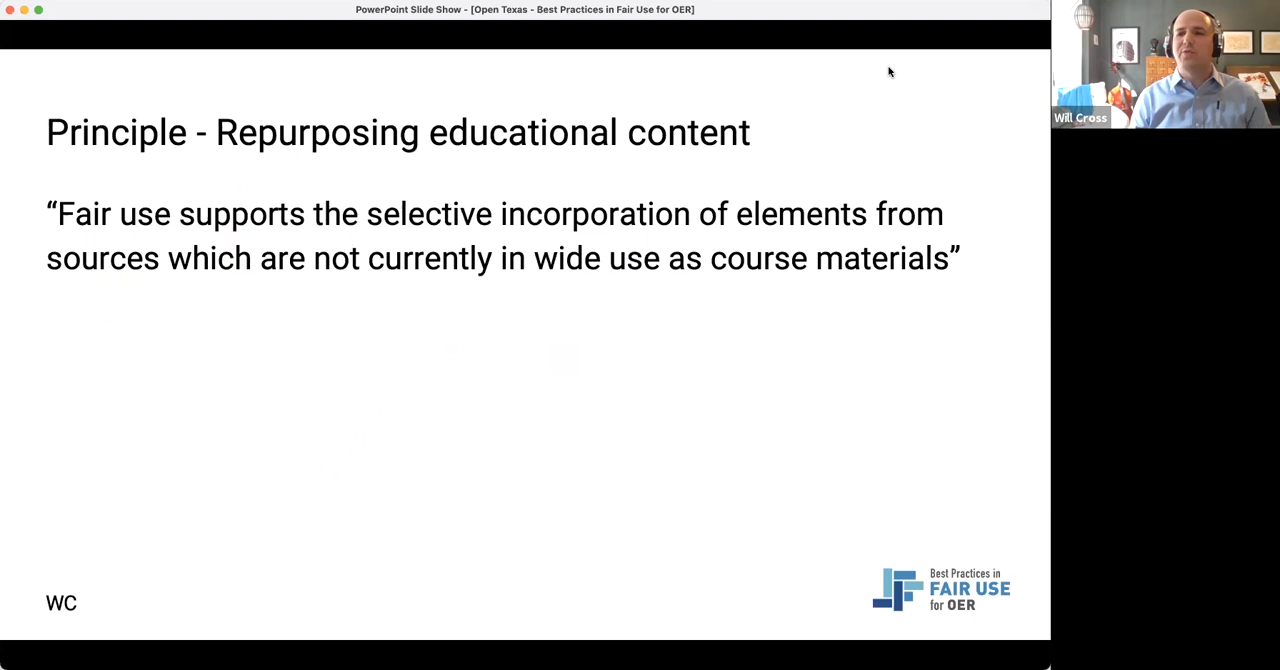 PowerPoint Slide Show - [Open Texas - Best Practices in Fair Use for OER]
Will Cross
Principle - Repurposing educational content
“Fair use supports the selective incorporation of elements from
sources which are not currently in wide use as course materials”
WC
Best Practices in
FAIR USE
for OER